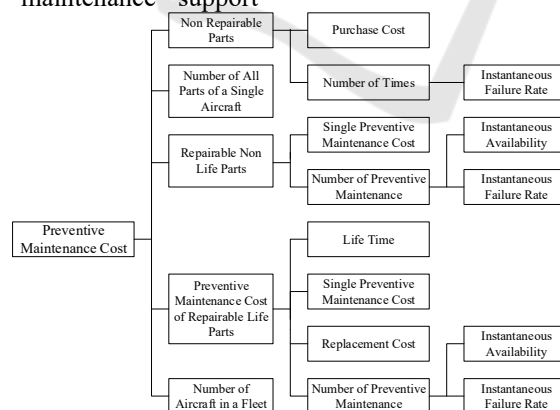 maintenance support
Non Repairable
Parts
Purchase Cost
Number of Times
Instantaneous
Failure Rate
Number of All
Parts of a Single
Aircraft
Repairable Non
Life Parts
Single Preventive
Maintenance Cost
Number of Preventive
Maintenance
Instantaneous
Availability
Instantaneous
Failure Rate
Preventive
Maintenance Cost
Preventive
Maintenance Cost
of Repairable Life
Parts
Life Time
Single Preventive
Maintenance Cost
Replacement Cost
Number of Preventive
Maintenance
Instantaneous
Availability
Instantaneous
Failure Rate
Number of
Aircraft in a Fleet